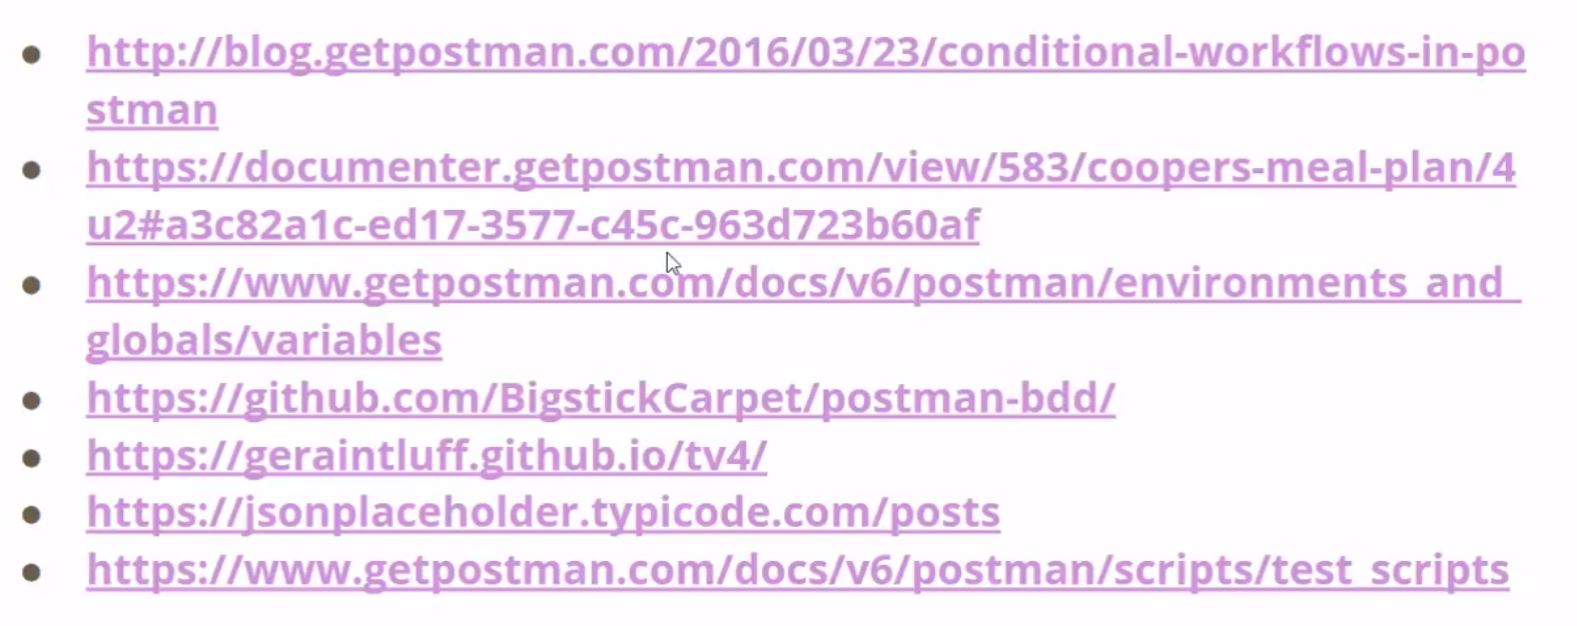 http://blog.getpostman.com/2016/03/23/conditional-workflows-in-po
stman
https://documenter.getpostman.com/view/583/coopers-meal-plan/4
u2#a3c82a1c-ed17-3577-c45c-963d723b60af
https://www.getpostman.com/docs/v6/postman/environments_and_
globals/variables
https://github.com/BigstickCarpet/postman-bdd/
https://geraintluff.github.io/tv4/
https://jsonplaceholder.typicode.com/posts
https://www.getpostman.com/docs/v6/postman/scripts/test_scripts